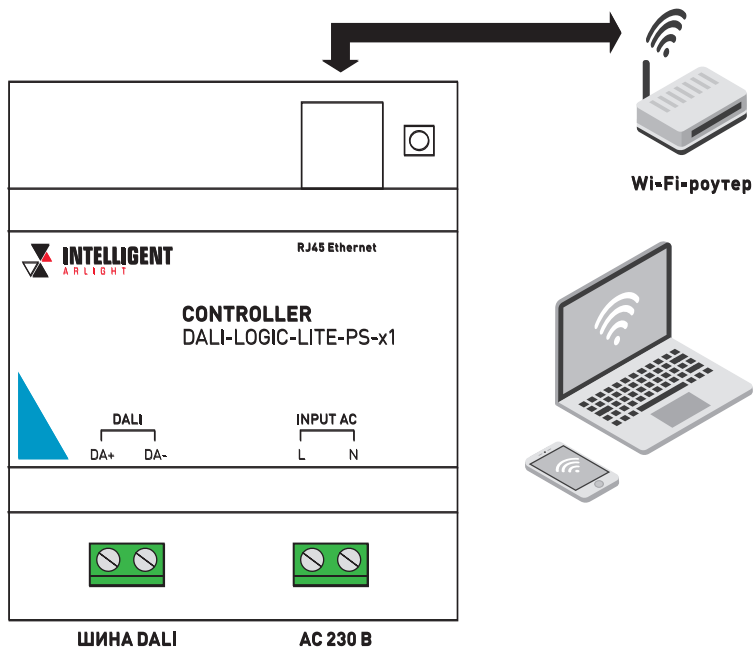 Wi-Fi-роутер
RJ45 Ethernet
INTELLIGENT
ARLIGHT
CONTROLLER
DALI-LOGIC-LITE-PS-x1
DALI
INPUT AC
DA+ DA-
L N
ШИНА DALI
AC 230 В